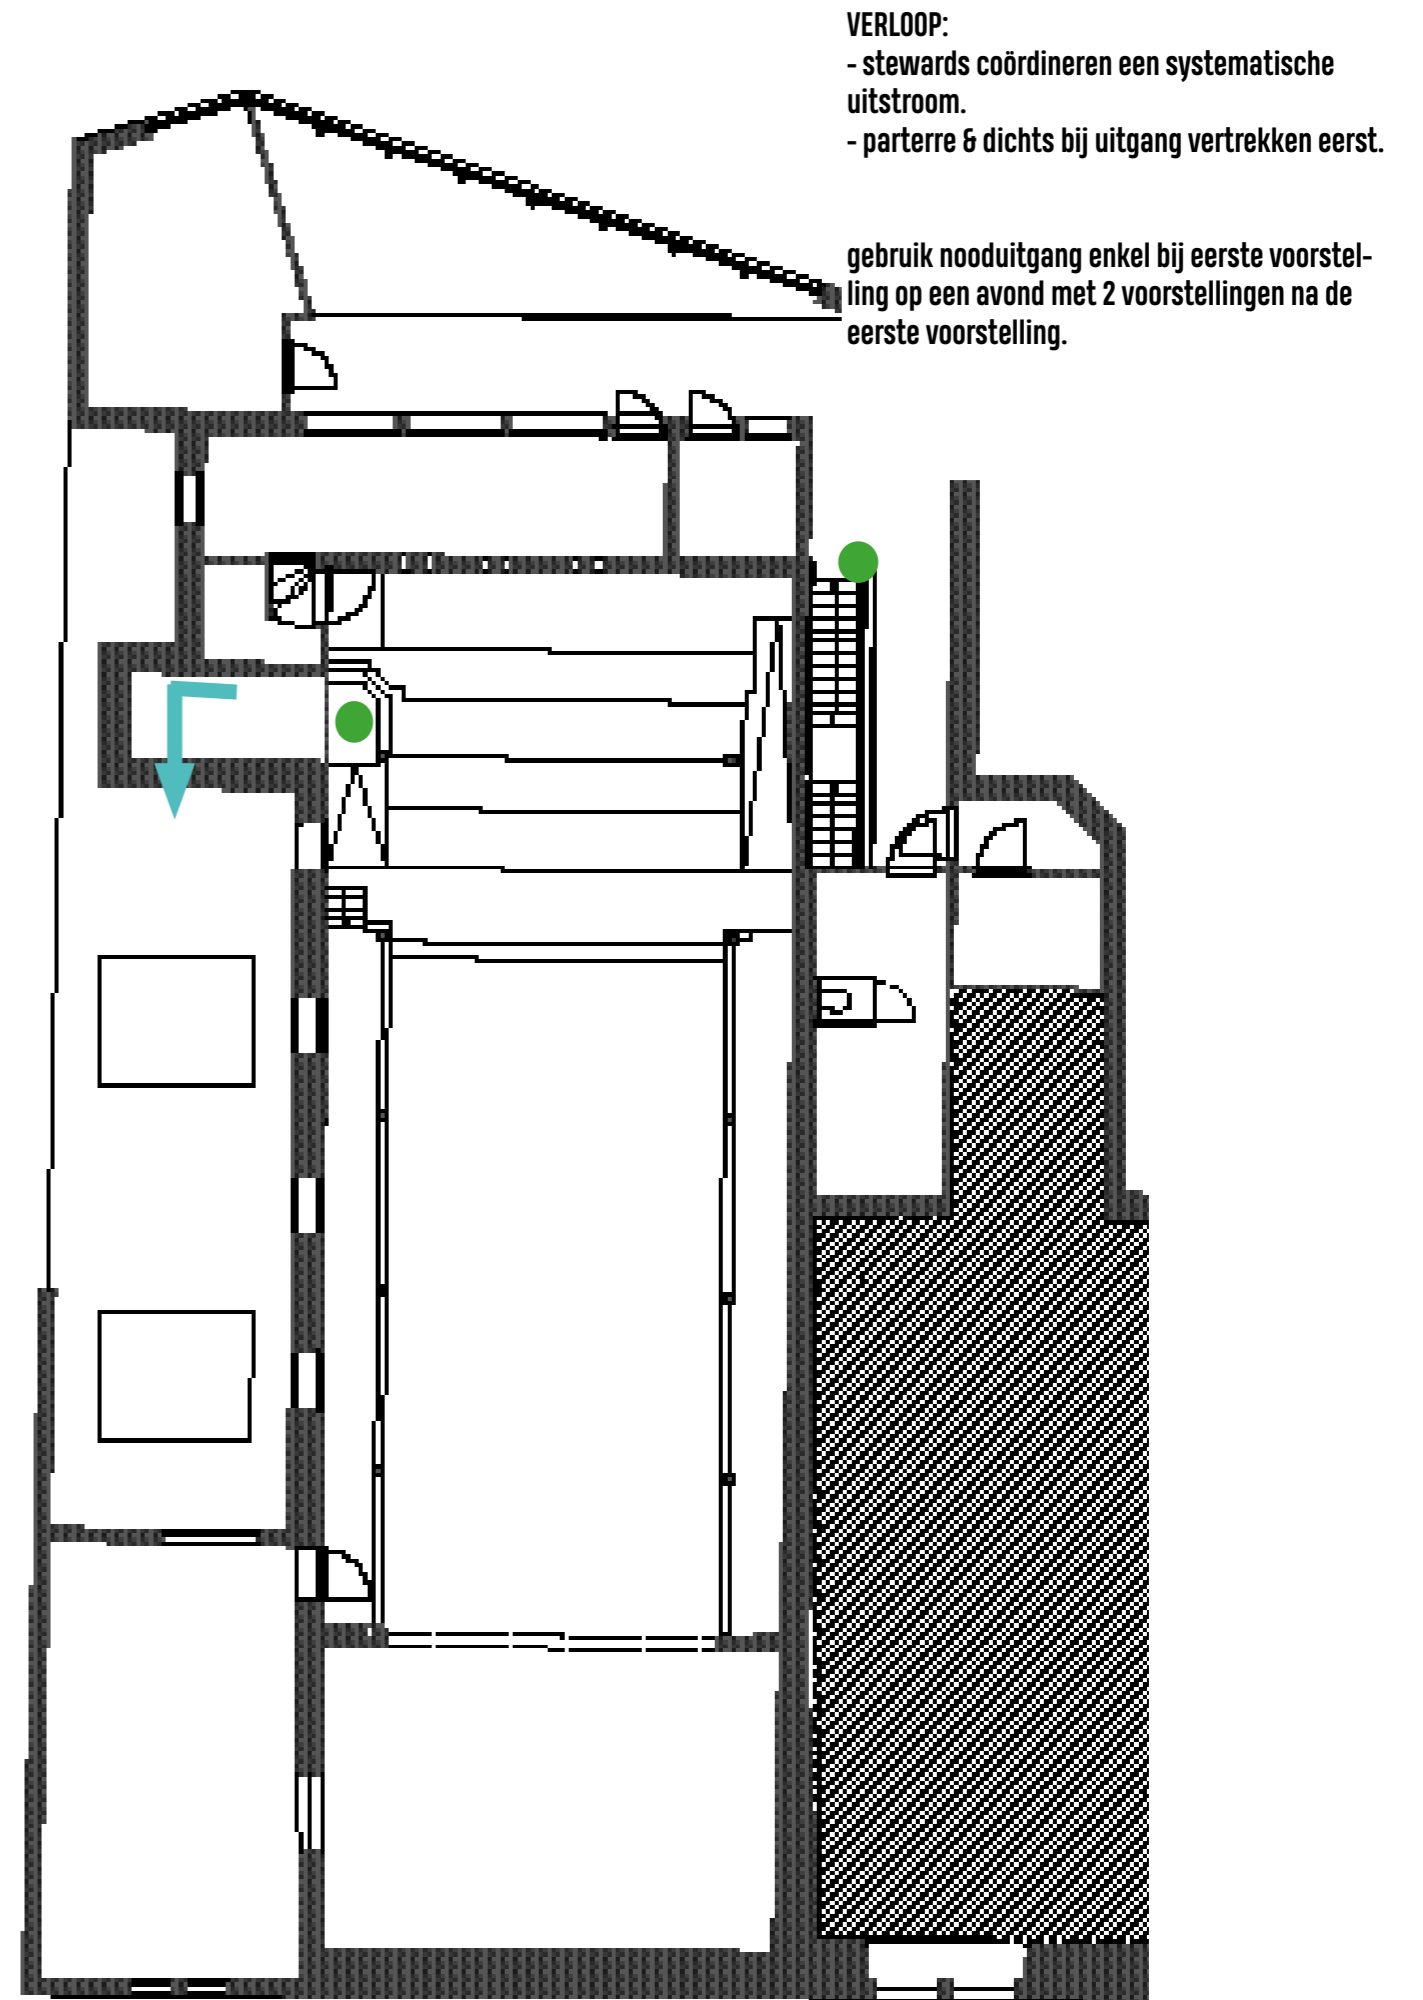 VERLOOP:
- stewards coördineren een systematische
uitstroom.
- parterre & dichts bij uitgang vertrekken eerst.
gebruik nooduitgang enkel bij eerste voorstel-
ling op een avond met 2 voorstellingen na de
eerste voorstelling.